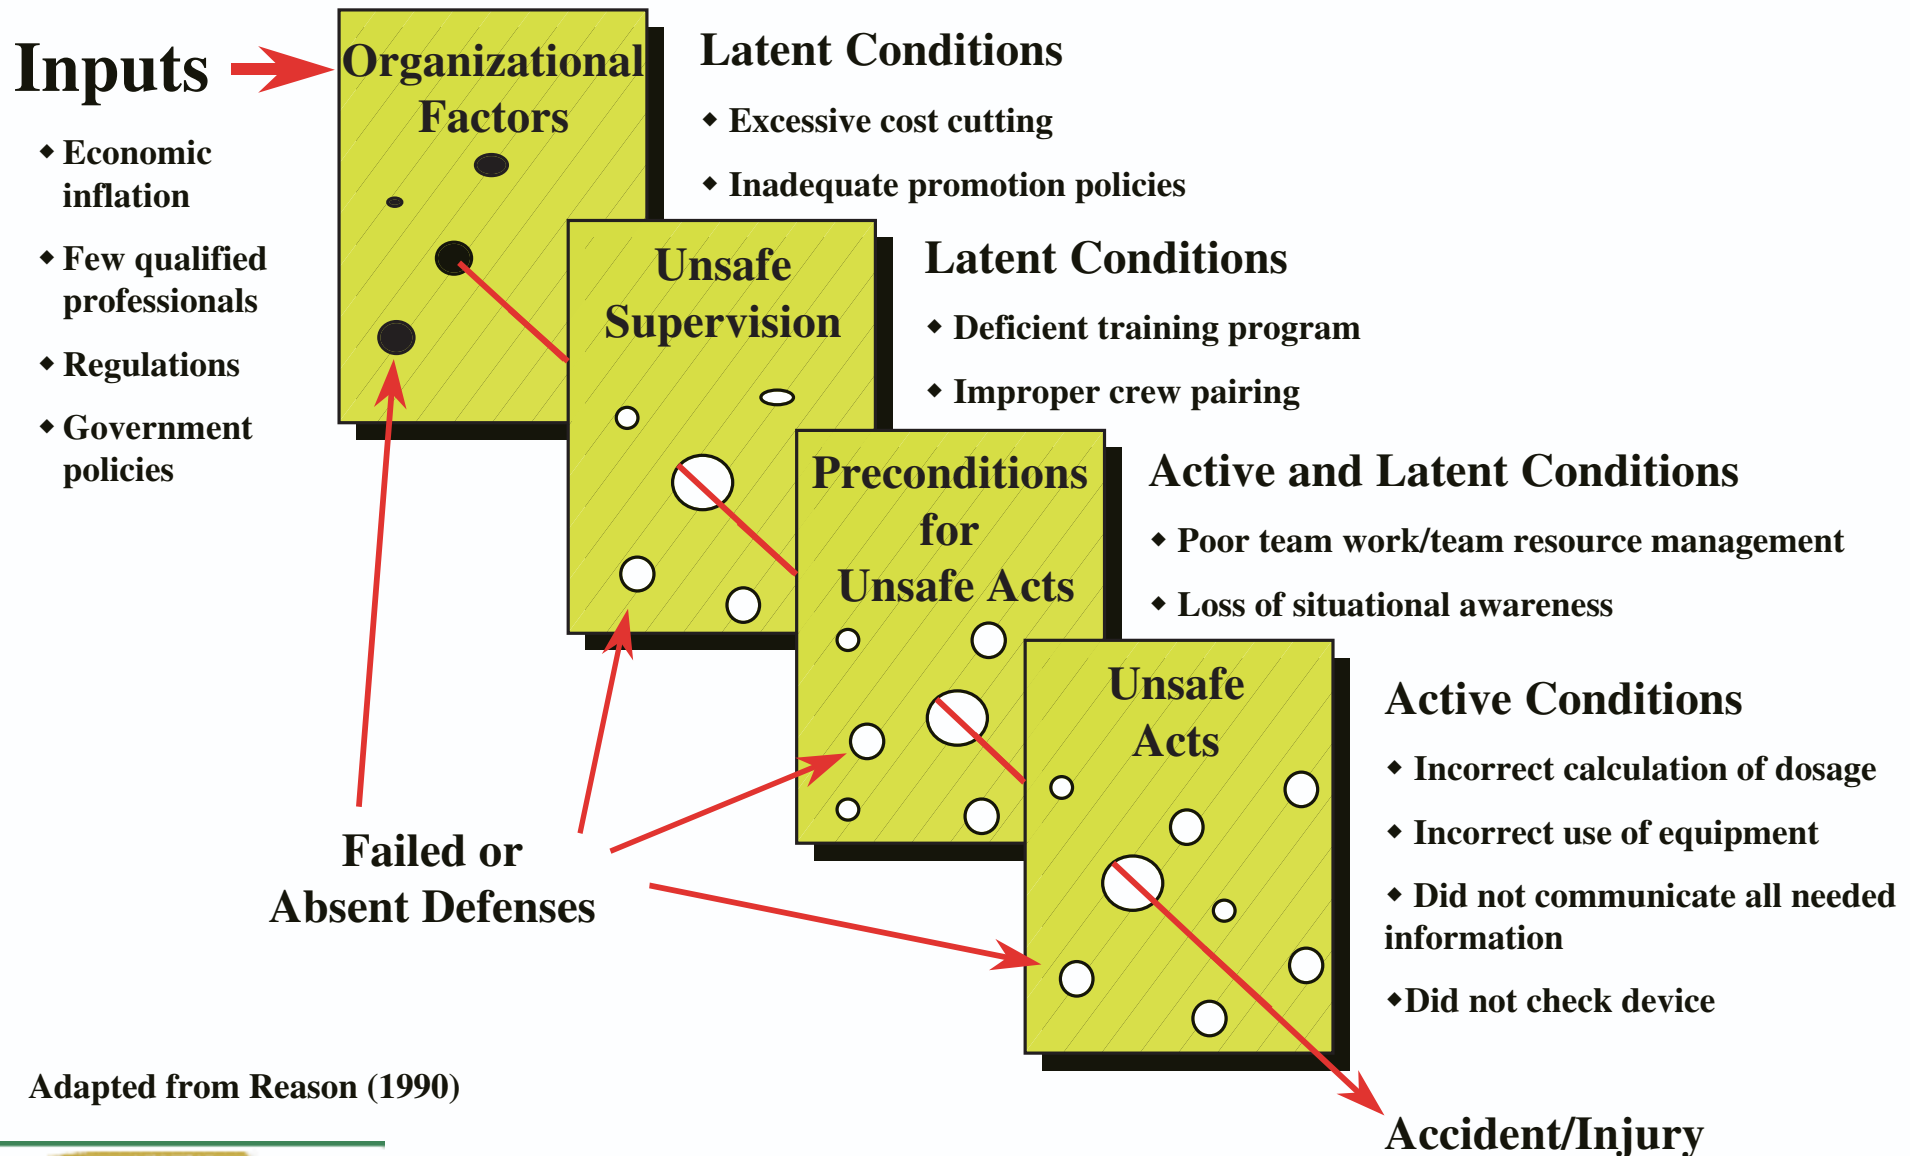 Inputs
◆ Economic
inflation
◆ Few qualified
professionals
◆ Regulations
◆ Government
policies
Organizational
Factors
Latent Conditions
◆ Excessive cost cutting
◆ Inadequate promotion policies
Unsafe
Supervision
Latent Conditions
◆ Deficient training program
◆ Improper crew pairing
Preconditions
for
Unsafe Acts
Active and Latent Conditions
◆ Poor team work/team resource management
◆ Loss of situational awareness
Unsafe
Acts
Active Conditions
◆ Incorrect calculation of dosage
◆ Incorrect use of equipment
◆ Did not communicate all needed
information
◆Did not check device
Failed or
Absent Defenses
Accident/Injury
Adapted from Reason (1990)